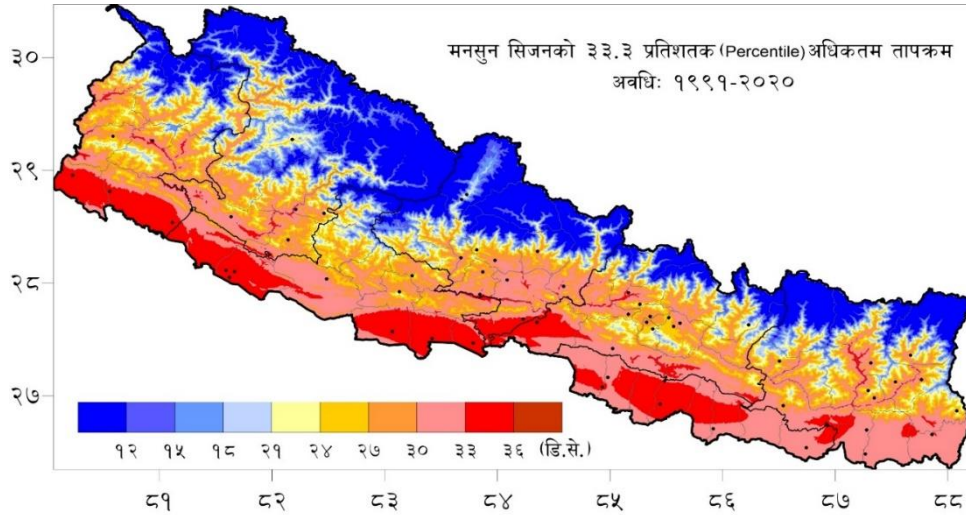 मनसुन सिजनको ३३.३ प्रतिशतक (Percentile) अधिकतम तापक्रम
अवधिः १९९१-२०२०
३०
२९
२८
२७
१२ १५ १८ २१ २४ २७ ३० ३३ ३६ (डि.से.)
८१ ८२ ८३ ८४ ८५ ८६ ८७ ८८